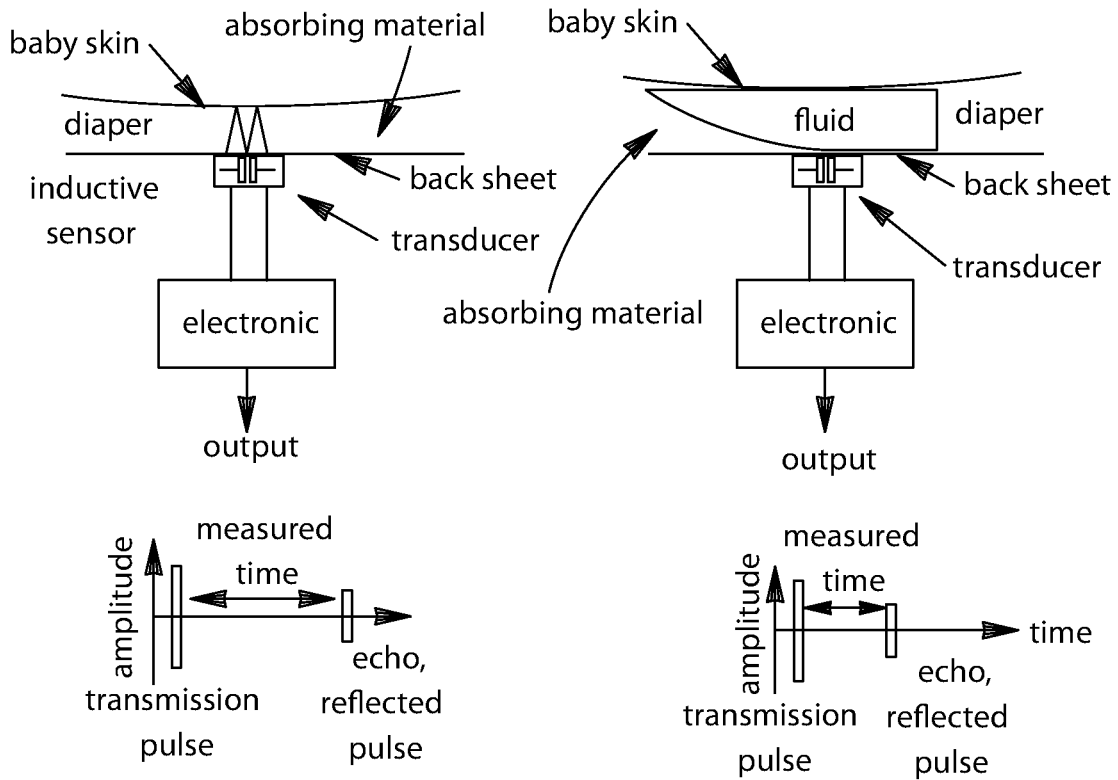 baby skin
absorbing material
diaper
back sheet
inductive
sensor
transducer
electronic
output
measured
time
amplitude
echo,
reflected
pulse
transmission
pulse
baby skin
fluid
diaper
back sheet
transducer
absorbing material
electronic
output
measured
time
amplitude
time
echo,
reflected
pulse
transmission
pulse